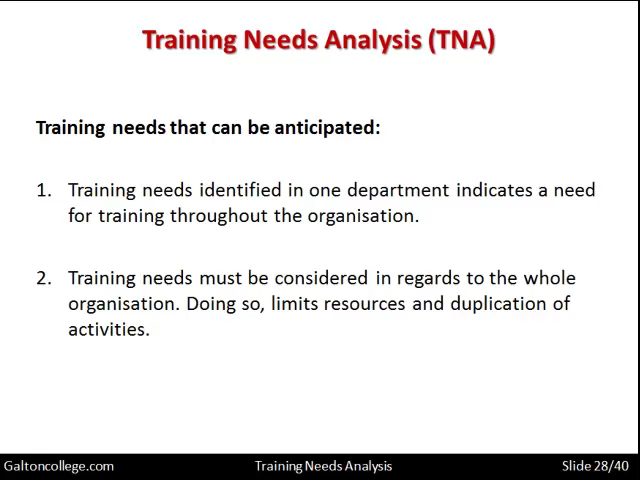 Training Needs Analysis (TNA)
Training needs that can be anticipated:
1. Training needs identified in one department indicates a need
for training throughout the organisation.
2. Training needs must be considered in regards to the whole
organisation. Doing so, limits resources and duplication of
activities.
Galtoncollege.com Training Needs Analysis Slide 28/40